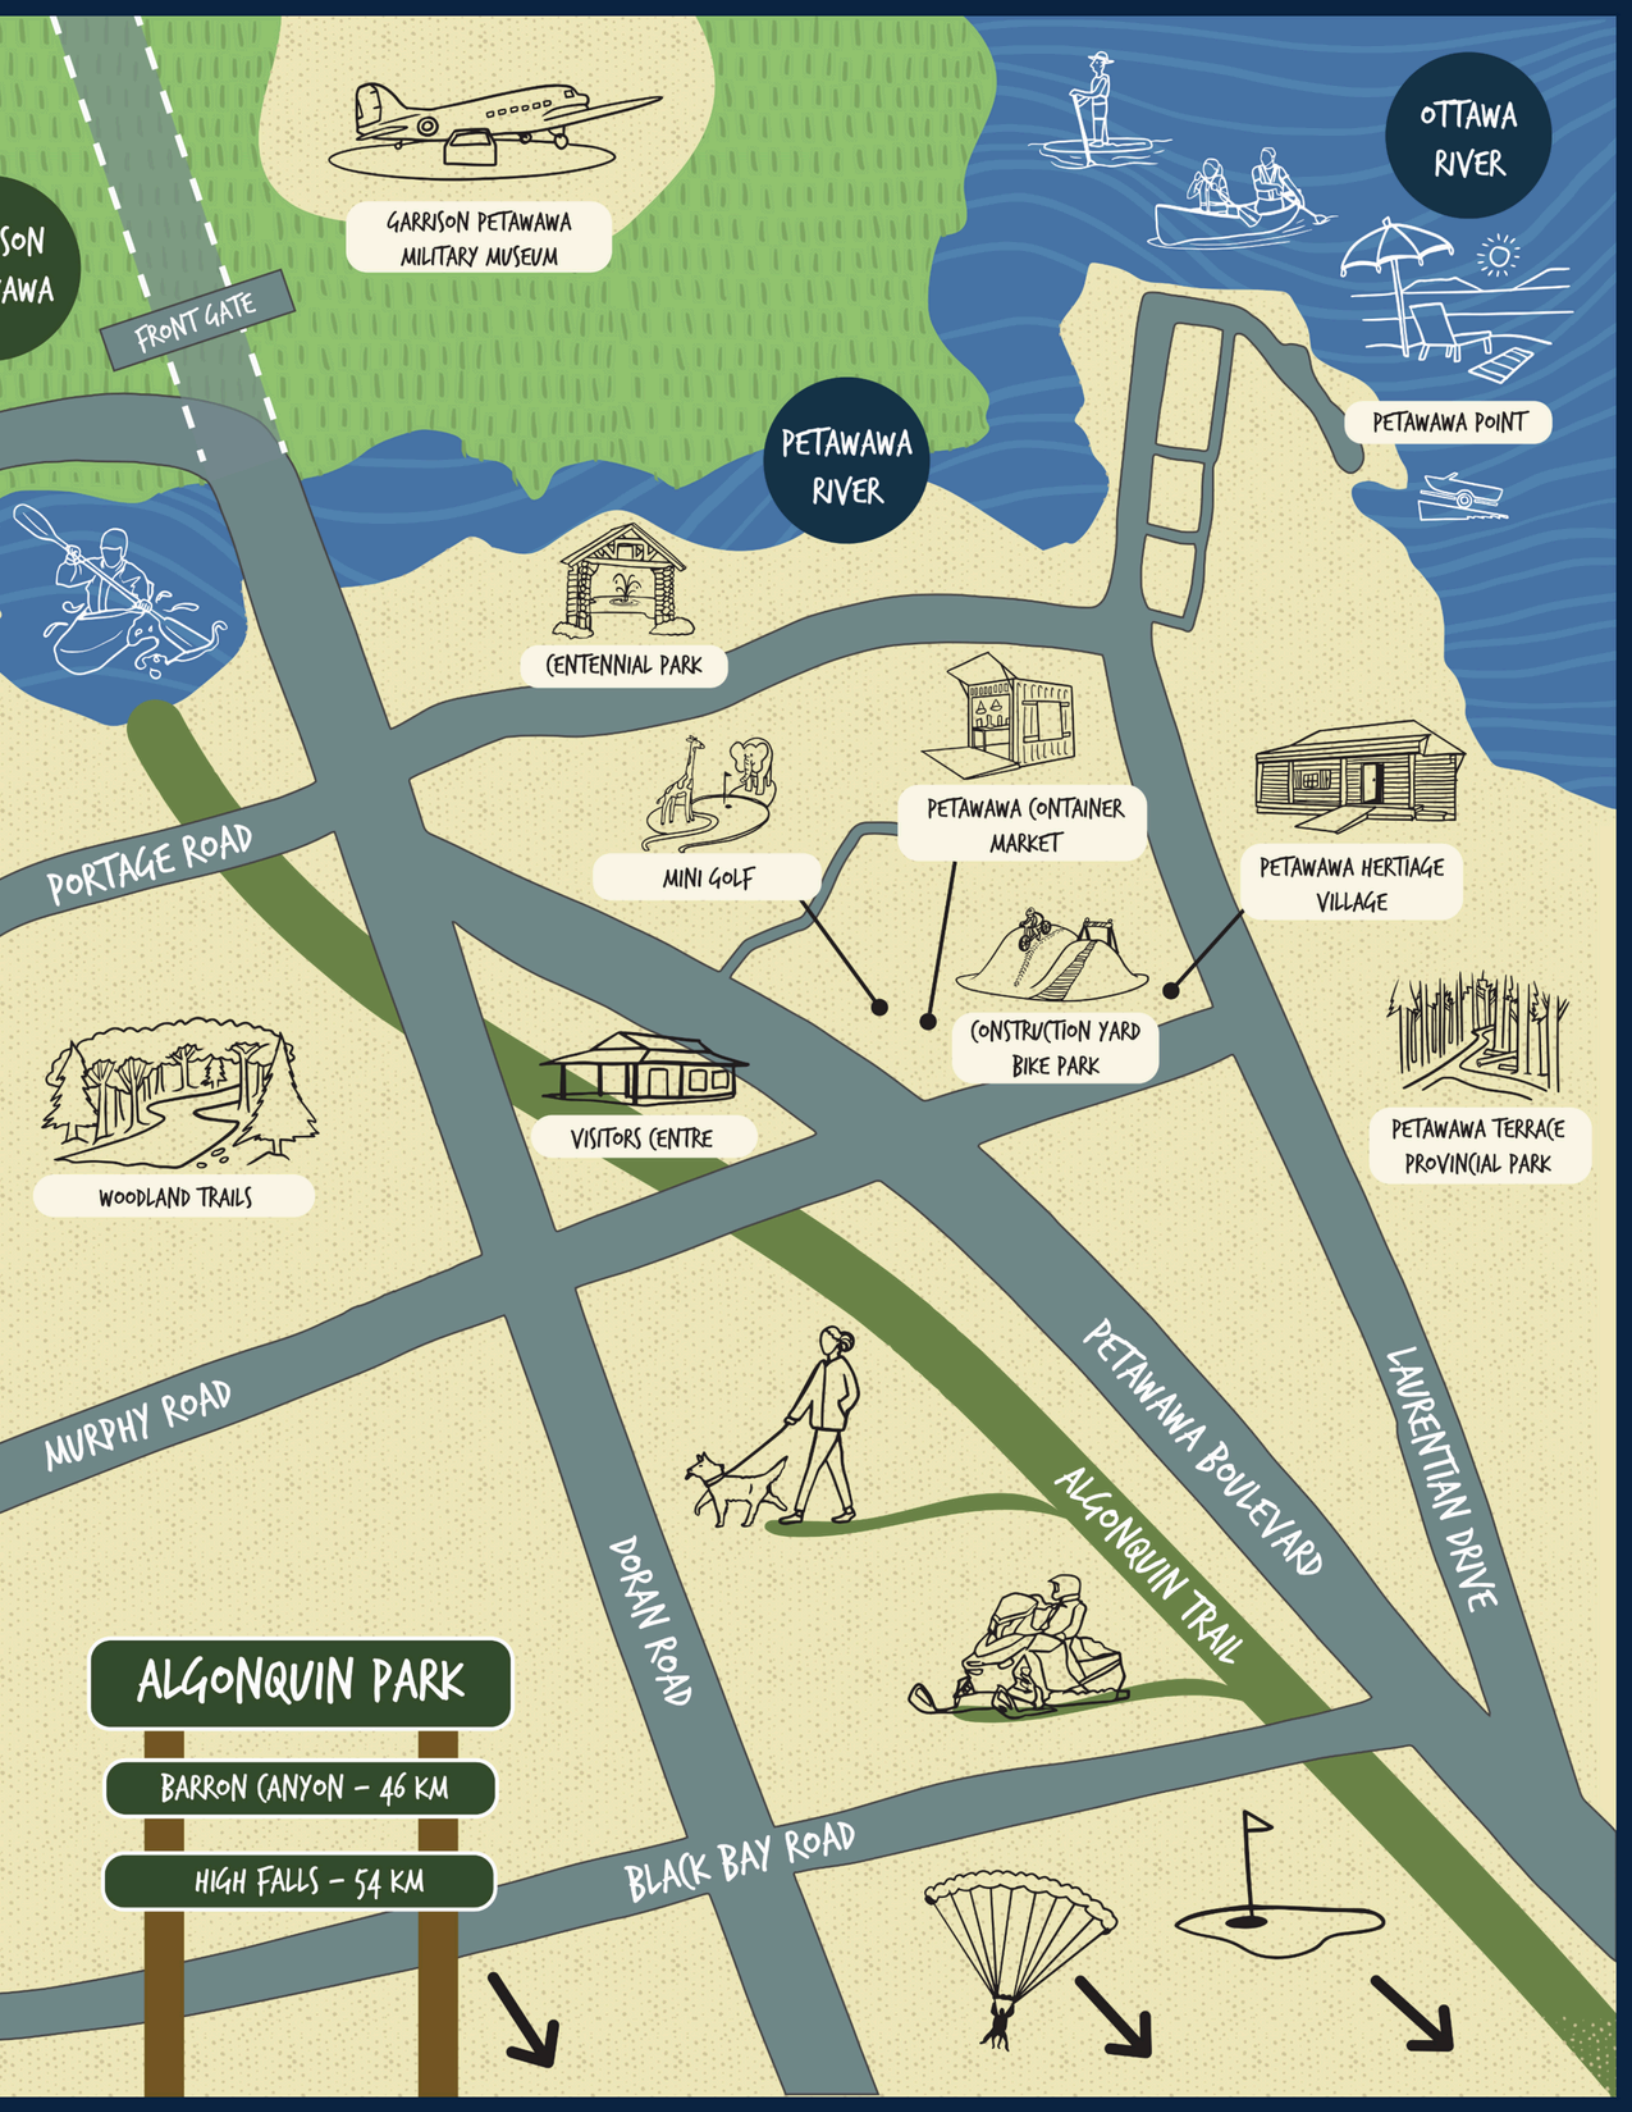 OTTAWA
RIVER
GARRISON PETAWAWA
MILITARY MUSEUM
SON
AWA
FRONT GATE
PETAWAWA POINT
PETAWAWA
RIVER
CENTENNIAL PARK
PETAWAWA CONTAINER
MARKET
PORTAGE ROAD
MINI GOLF
PETAWAWA HERTIAGE
VILLAGE
CONSTRUCTION YARD
BIKE PARK
VISITORS CENTRE
PETAWAWA TERRACE
PROVINCIAL PARK
WOODLAND TRAILS
MURPHY ROAD
PETAWAWA BOULEVARD
LAURENTIAN DRIVE
ALGONQUIN TRAIL
DORAN ROAD
ALGONQUIN PARK
BARRON CANYON – 46 KM
HIGH FALLS – 54 KM
BLACK BAY ROAD